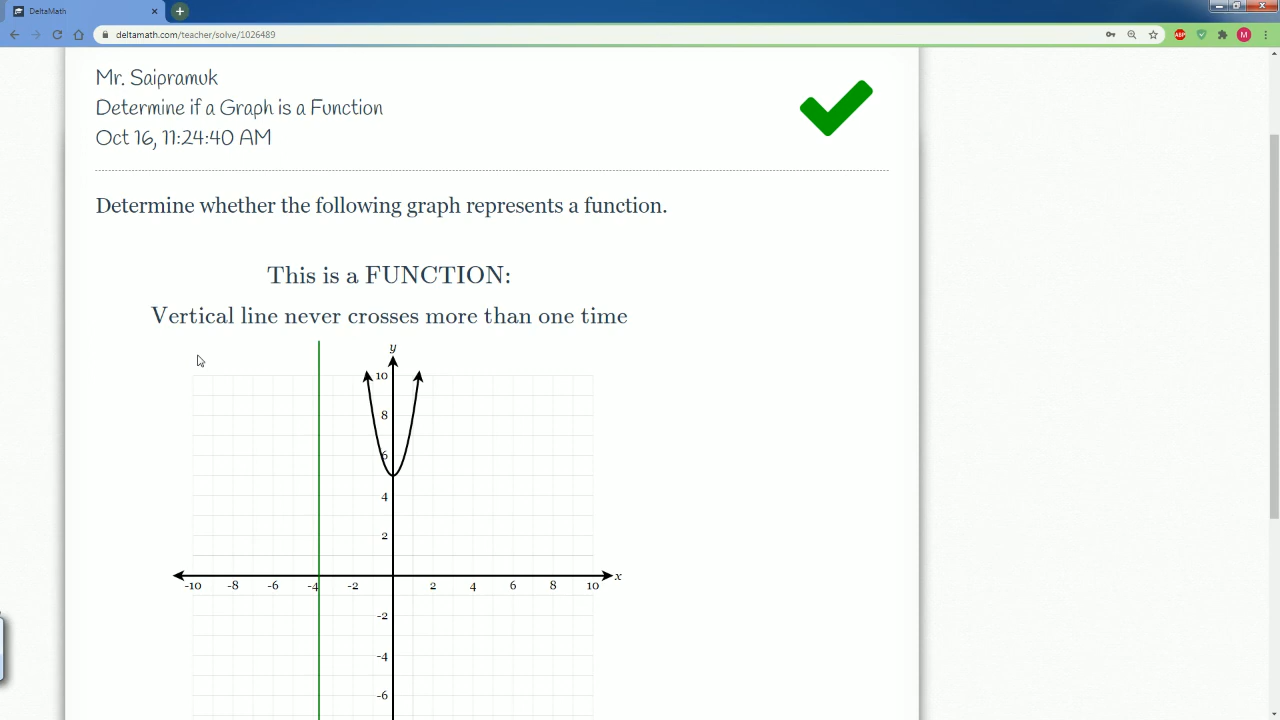 DeltaMath
deltamath.com/teacher/solve/1026489
ABP
M
Mr. Saipramuk
Determine if a Graph is a Function
Oct 16, 11:24:40 AM
Determine whether the following graph represents a function.
This is a FUNCTION:
Vertical line never crosses more than one time
y
10
8
6
4
2
-10 -8 -6 -4 -2 2 4 6 8 10 x
-2
-4
-6